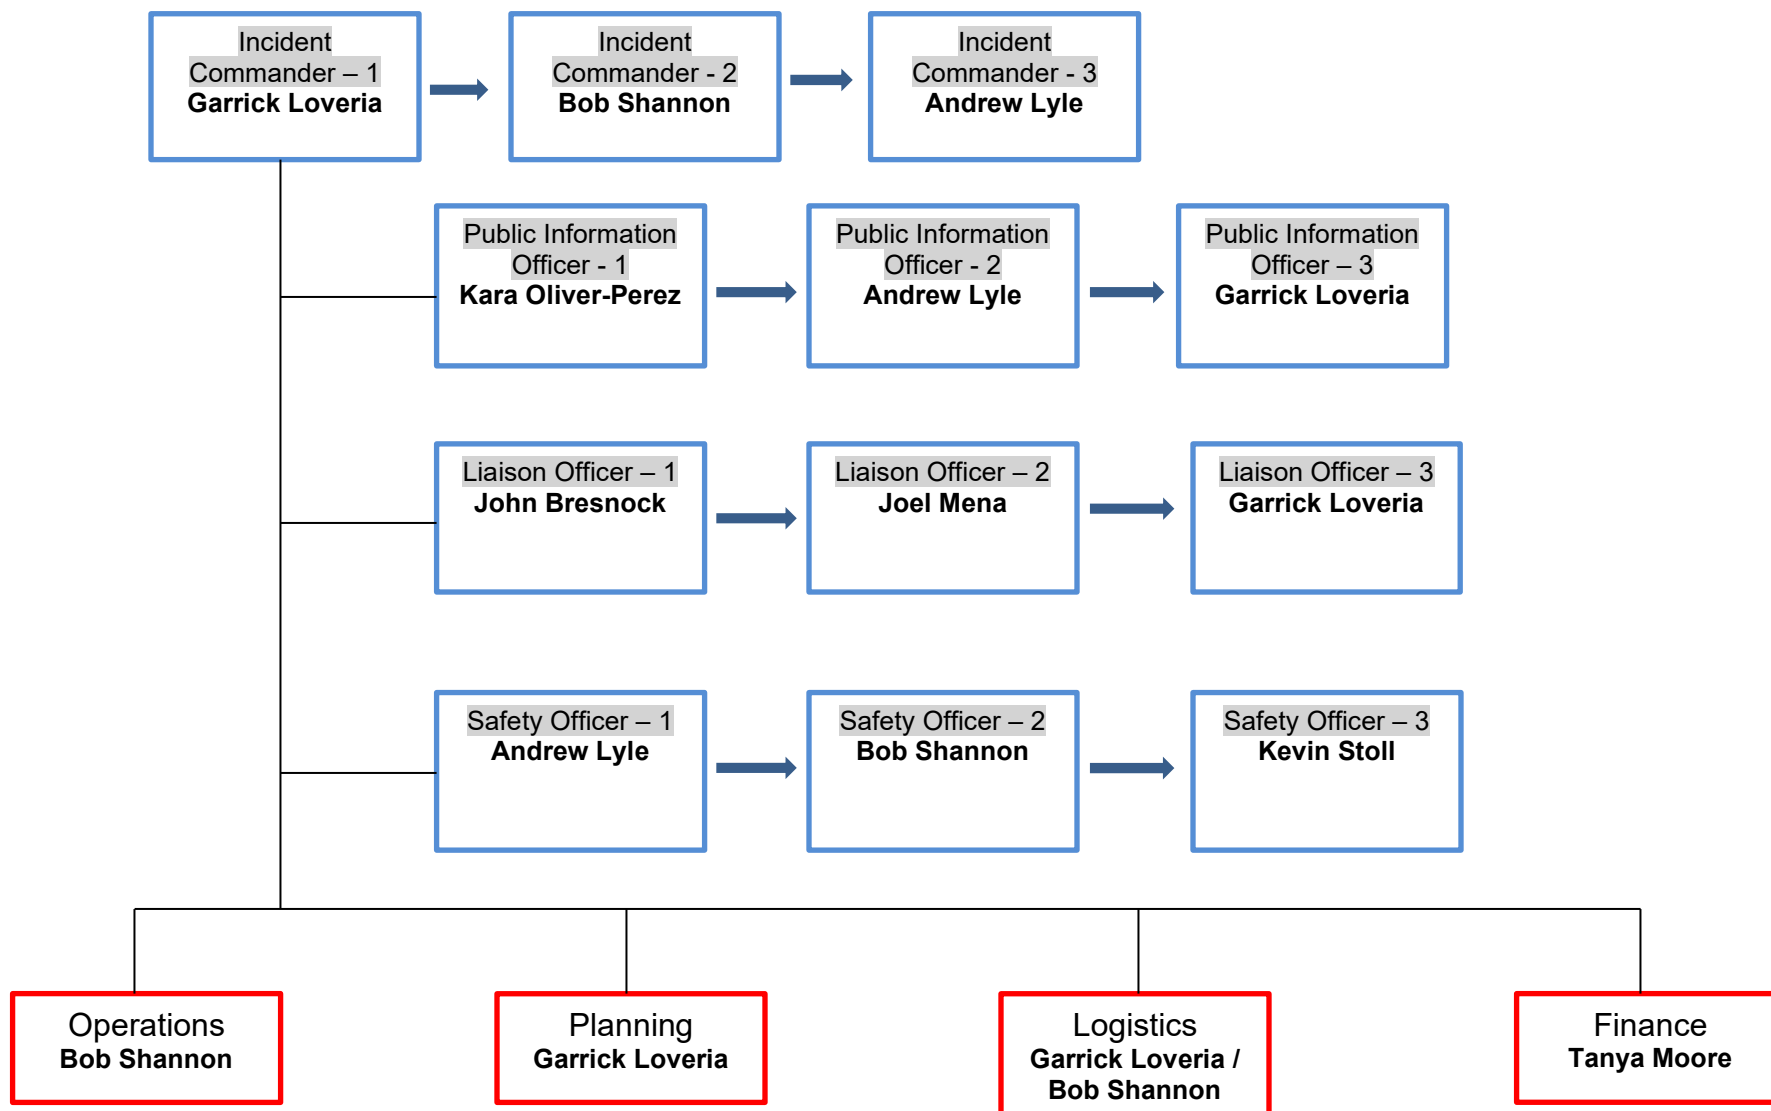 Incident
Commander – 1
Garrick Loveria
Incident
Commander - 2
Bob Shannon
Incident
Commander - 3
Andrew Lyle
Public Information
Officer - 1
Kara Oliver-Perez
Public Information
Officer - 2
Andrew Lyle
Public Information
Officer – 3
Garrick Loveria
Liaison Officer – 1
John Bresnock
Liaison Officer – 2
Joel Mena
Liaison Officer – 3
Garrick Loveria
Safety Officer – 1
Andrew Lyle
Safety Officer – 2
Bob Shannon
Safety Officer – 3
Kevin Stoll
Operations
Bob Shannon
Planning
Garrick Loveria
Logistics
Garrick Loveria /
Bob Shannon
Finance
Tanya Moore